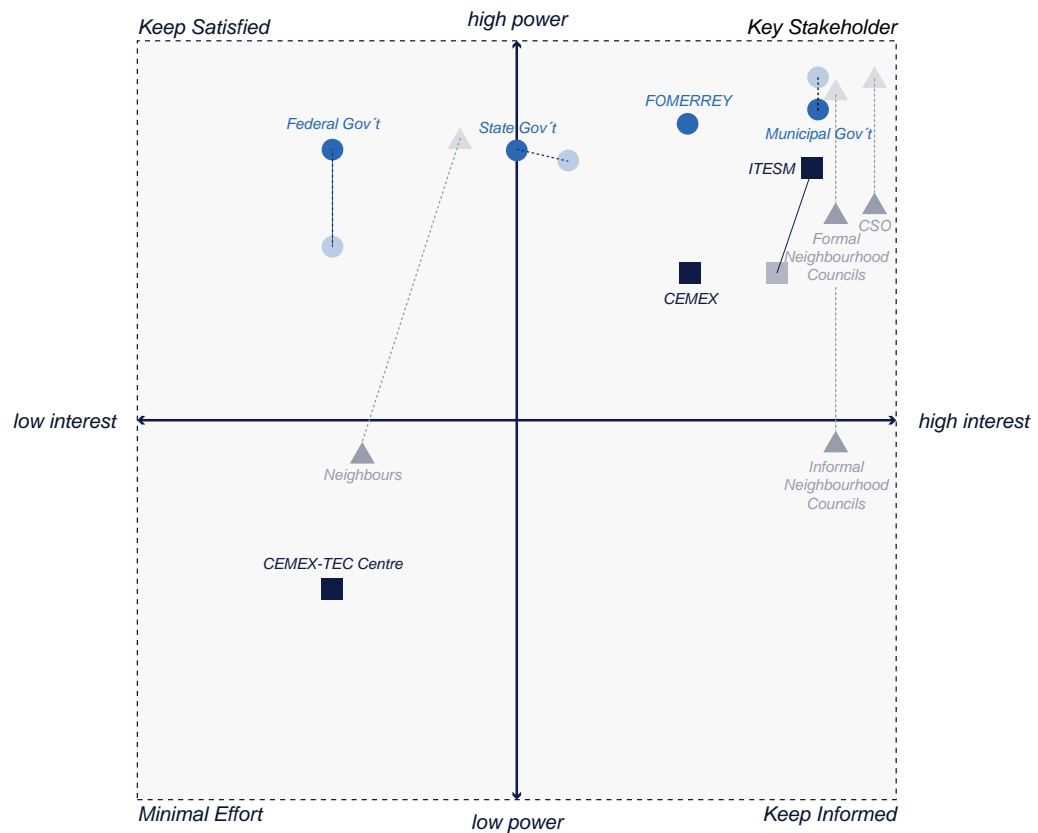 high power
Keep Satisfied
Key Stakeholder
FOMERREY
Federal Gov´t
State Gov´t
Municipal Gov´t
ITESM
CSO
Formal
Neighbourhood
Councils
CEMEX
low interest
high interest
Neighbours
Informal
Neighbourhood
Councils
CEMEX-TEC Centre
Minimal Effort
Keep Informed
low power